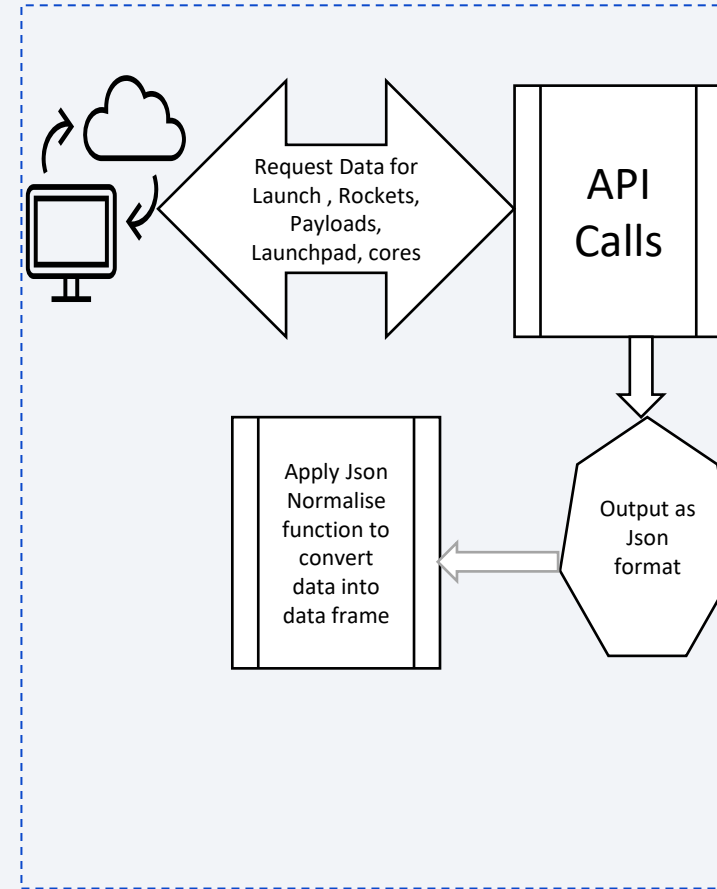 Request Data for
Launch , Rockets,
Payloads,
Launchpad, cores
API
Calls
Output as
Json
format
Apply Json
Normalise
function to
convert
data into
data frame